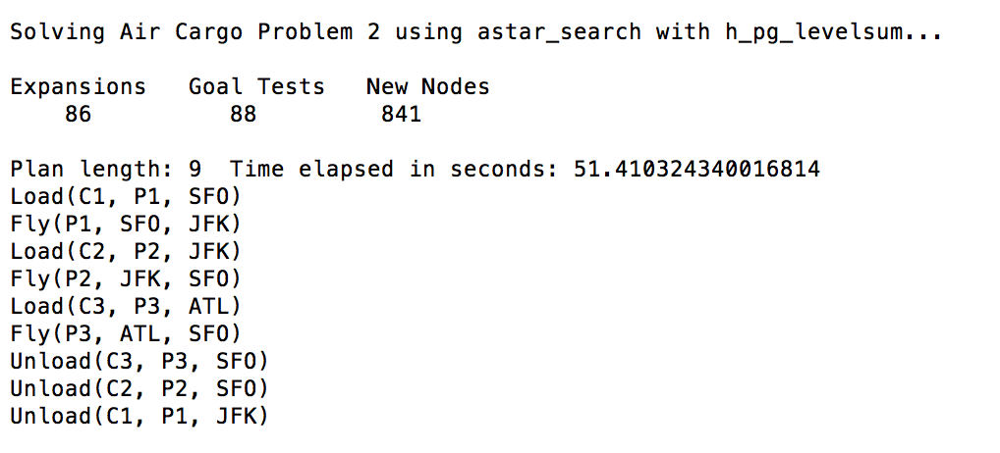 Solving Air Cargo Problem 2 using astar_search with h_pg_levelsum...
Expansions   Goal Tests   New Nodes
    86          88         841
Plan length: 9  Time elapsed in seconds: 51.410324340016814
Load(C1, P1, SFO)
Fly(P1, SFO, JFK)
Load(C2, P2, JFK)
Fly(P2, JFK, SFO)
Load(C3, P3, ATL)
Fly(P3, ATL, SFO)
Unload(C3, P3, SFO)
Unload(C2, P2, SFO)
Unload(C1, P1, JFK)